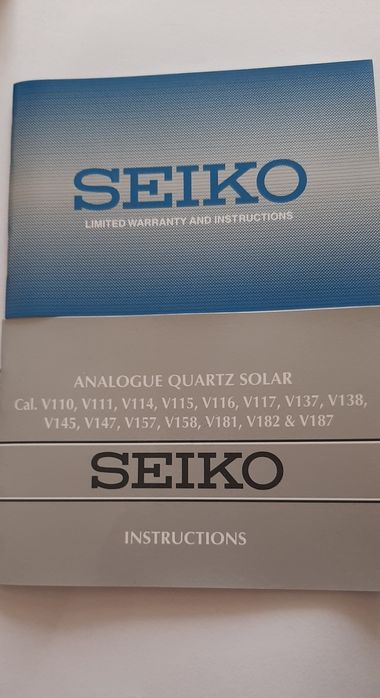 SEIKO
LIMITED WARRANTY AND INSTRUCTIONS
ANALOGUE QUARTZ SOLAR
Cal. V110, V111, V114, V115, V116, V117, V137, V138,
V145, V147, V157, V158, V181, V182 & V187
SEIKO
INSTRUCTIONS